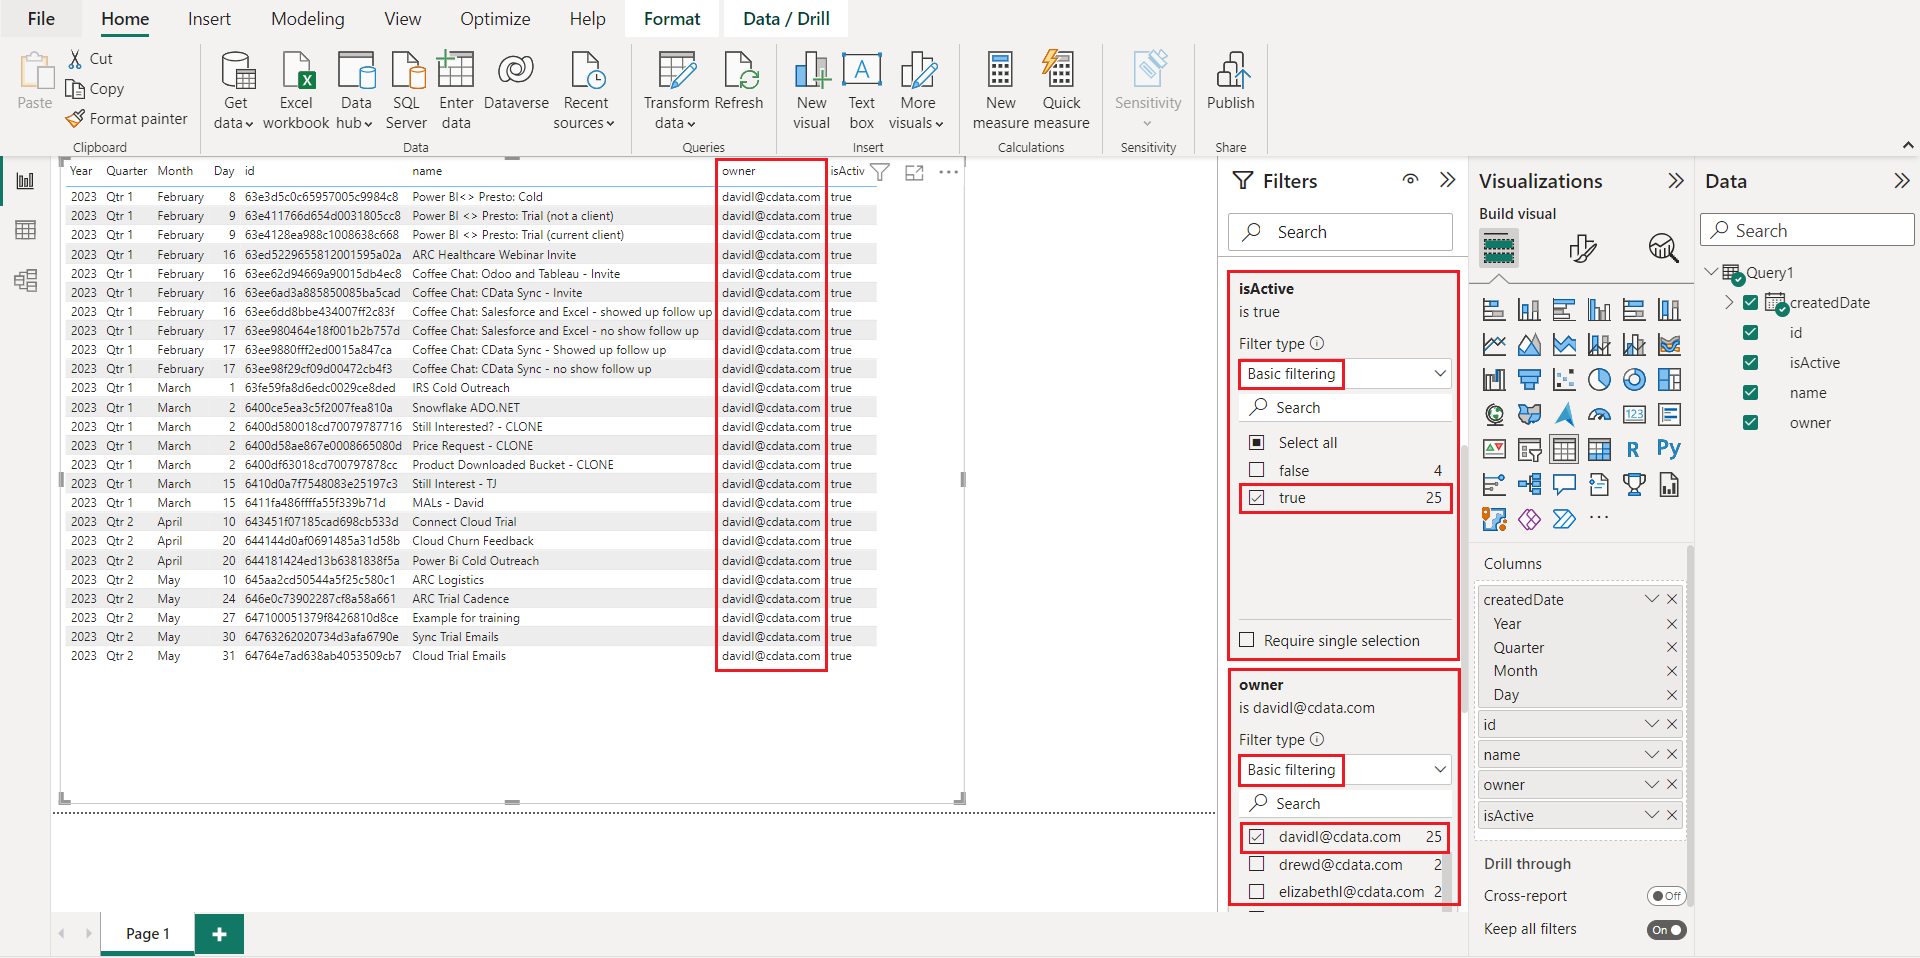 File Home Insert Modeling View Optimize Help Format Data / Drill
Paste
Cut
Copy
Format painter
Get data
Excel workbook
Data hub
SQL Server
Enter data
Dataverse
Recent sources
Transform data
Refresh
New visual
Text box
More visuals
New measure
Quick measure
Sensitivity
Publish
Clipboard Data Queries Insert Calculations Sensitivity Share
Year Quarter Month Day id name owner isActiv
2023 Qtr 1 February 8 63e3d5c0c65957005c9984c8 Power BI<> Presto: Cold davidl@cdata.com true
2023 Qtr 1 February 9 63e411766d654d0031805cc8 Power BI <> Presto: Trial (not a client) davidl@cdata.com true
2023 Qtr 1 February 9 63e4128ea988c1008638c668 Power BI <> Presto: Trial (current client) davidl@cdata.com true
2023 Qtr 1 February 16 63ed5229655812001595a02a ARC Healthcare Webinar Invite davidl@cdata.com true
2023 Qtr 1 February 16 63ee62d94669a90015db4ec8 Coffee Chat: Odoo and Tableau - Invite davidl@cdata.com true
2023 Qtr 1 February 16 63ee6ad3a885850085ba5cad Coffee Chat: CData Sync - Invite davidl@cdata.com true
2023 Qtr 1 February 16 63ee6dd8bbe434007ff2c83f Coffee Chat: Salesforce and Excel - showed up follow up davidl@cdata.com true
2023 Qtr 1 February 17 63ee980464e18f001b2b757d Coffee Chat: Salesforce and Excel - no show follow up davidl@cdata.com true
2023 Qtr 1 February 17 63ee9880fff2ed0015a847ca Coffee Chat: CData Sync - Showed up follow up davidl@cdata.com true
2023 Qtr 1 February 17 63ee98f29cf09d00472cb4f3 Coffee Chat: CData Sync - no show follow up davidl@cdata.com true
2023 Qtr 1 March 1 63fe59fa8d6edc0029ce8ded IRS Cold Outreach davidl@cdata.com true
2023 Qtr 1 March 2 6400ce5ea3c5f2007fea810a Snowflake ADO.NET davidl@cdata.com true
2023 Qtr 1 March 2 6400d580018cd70079787716 Still Interested? - CLONE davidl@cdata.com true
2023 Qtr 1 March 2 6400d58ae867e0008665080d Price Request - CLONE davidl@cdata.com true
2023 Qtr 1 March 2 6400df63018cd700797878cc Product Downloaded Bucket - CLONE davidl@cdata.com true
2023 Qtr 1 March 15 6410d0a7f7548083e25197c3 Still Interest - TJ davidl@cdata.com true
2023 Qtr 1 March 15 6411fa486ffffa55f339b71d MALs - David davidl@cdata.com true
2023 Qtr 2 April 10 643451f07185cad698cb533d Connect Cloud Trial davidl@cdata.com true
2023 Qtr 2 April 20 644144d0af0691485a31d58b Cloud Churn Feedback davidl@cdata.com true
2023 Qtr 2 April 20 644181424ed13b6381838f5a Power Bi Cold Outreach davidl@cdata.com true
2023 Qtr 2 May 10 645aa2cd50544a5f25c580c1 ARC Logistics davidl@cdata.com true
2023 Qtr 2 May 24 646e0c73902287cf8a58a661 ARC Trial Cadence davidl@cdata.com true
2023 Qtr 2 May 27 647100051379f8426810d8ce Example for training davidl@cdata.com true
2023 Qtr 2 May 30 64763262020734d3afa6790e Sync Trial Emails davidl@cdata.com true
2023 Qtr 2 May 31 64764e7ad638ab4053509cb7 Cloud Trial Emails davidl@cdata.com true
Page 1
Filters
Search
isActive
is true
Filter type
Basic filtering
Search
Select all
false 4
true 25
Require single selection
owner
is davidl@cdata.com
Filter type
Basic filtering
Search
davidl@cdata.com 25
drewd@cdata.com 2
elizabethl@cdata.com 2
Visualizations
Build visual
123
R Py
Columns
createdDate
Year
Quarter
Month
Day
id
name
owner
isActive
Drill through
Cross-report Off
Keep all filters On
Data
Search
Query1
createdDate
id
isActive
name
owner